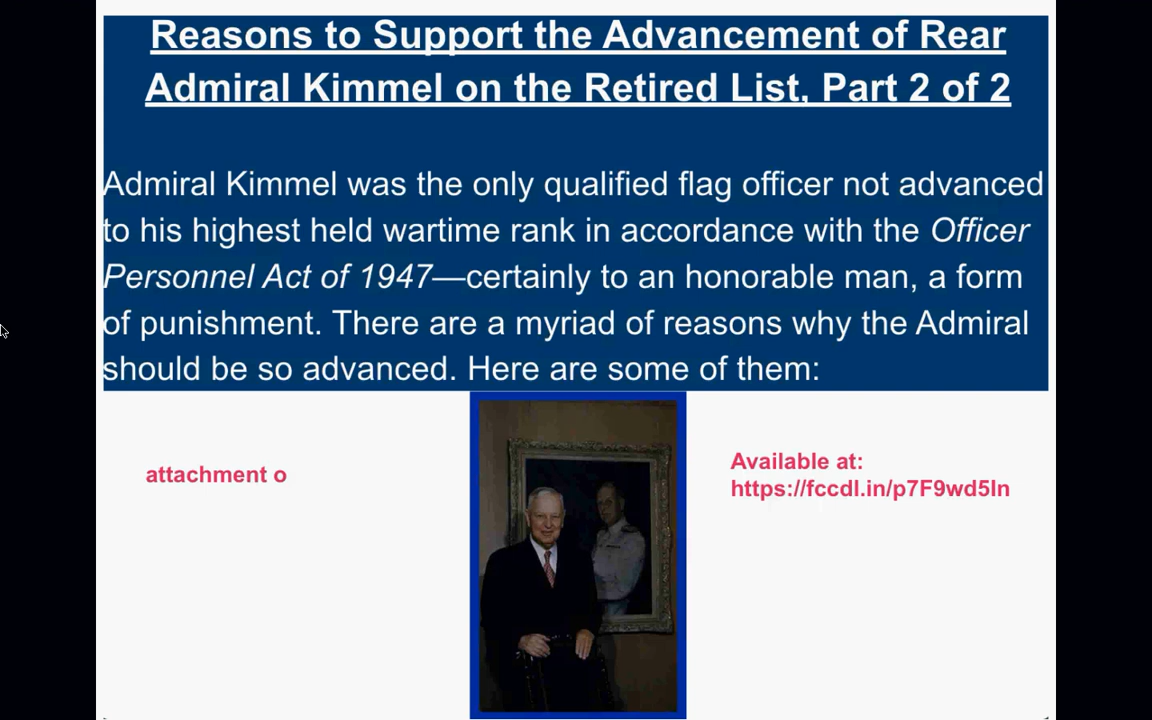 Reasons to Support the Advancement of Rear
Admiral Kimmel on the Retired List, Part 2 of 2
Admiral Kimmel was the only qualified flag officer not advanced
to his highest held wartime rank in accordance with the Officer
Personnel Act of 1947—certainly to an honorable man, a form
of punishment. There are a myriad of reasons why the Admiral
should be so advanced. Here are some of them:
attachment o
Available at:
https://fccdl.in/p7F9wd5ln